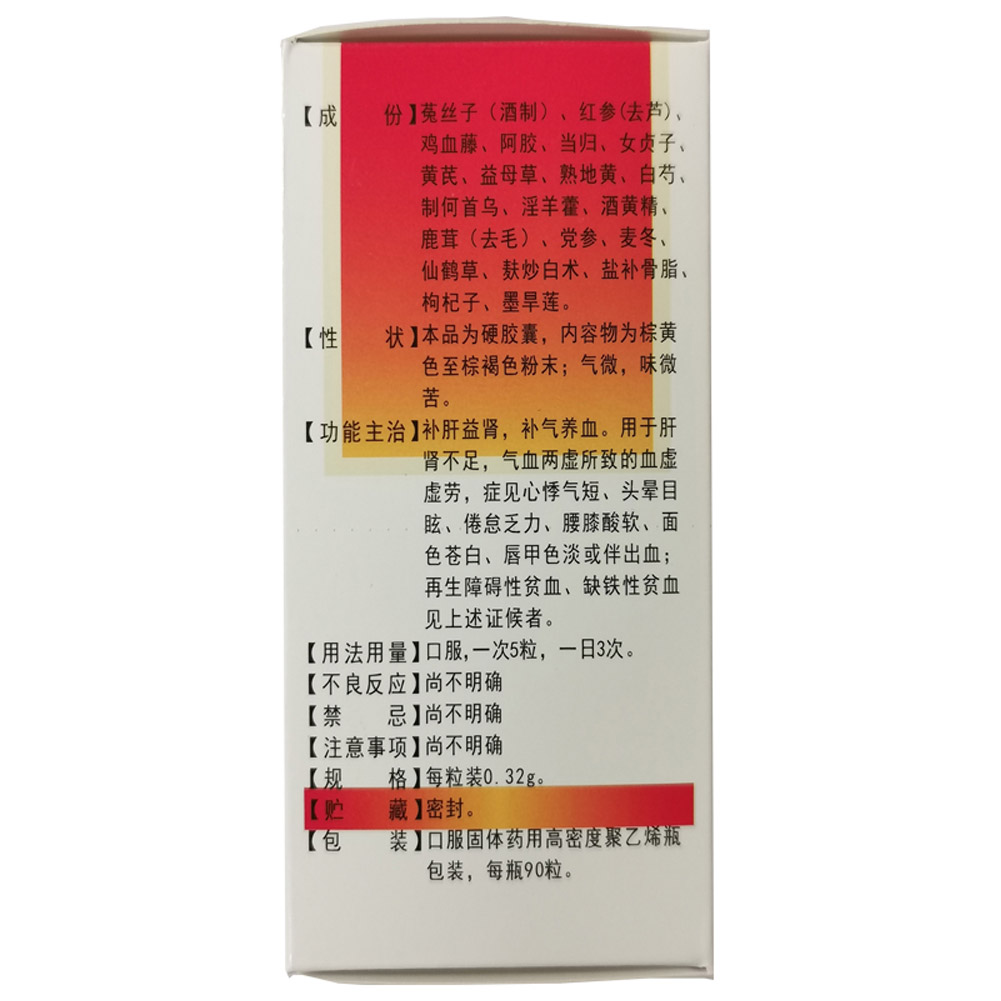 【成　　份】菟丝子（酒制）、红参(去芦)、
鸡血藤、阿胶、当归、女贞子、
黄芪、益母草、熟地黄、白芍、
制何首乌、淫羊藿、酒黄精、
鹿茸（去毛）、党参、麦冬、
仙鹤草、麸炒白术、盐补骨脂、
枸杞子、墨旱莲。
【性　　状】本品为硬胶囊，内容物为棕黄
色至棕褐色粉末；气微，味微
苦。
【功能主治】补肝益肾，补气养血。用于肝
肾不足，气血两虚所致的血虚
虚劳，症见心悸气短、头晕目
眩、倦怠乏力、腰膝酸软、面
色苍白、唇甲色淡或伴出血；
再生障碍性贫血、缺铁性贫血
见上述证候者。
【用法用量】口服,一次5粒，一日3次。
【不良反应】尚不明确
【禁　　忌】尚不明确
【注意事项】尚不明确
【规　　格】每粒装0.32g。
【贮　　藏】密封。
【包　　装】口服固体药用高密度聚乙烯瓶
包装，每瓶90粒。